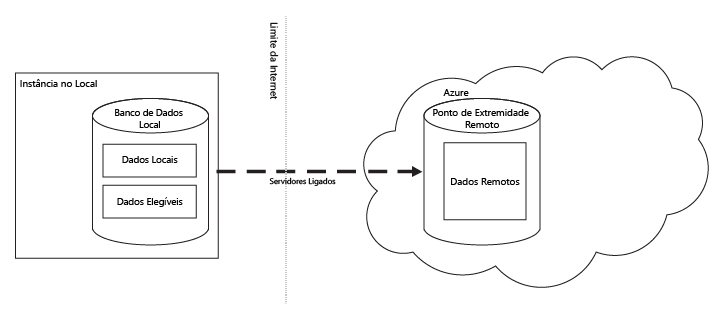 Limite da Internet
Instância no Local
Banco de Dados
Local
Dados Locais
Dados Elegíveis
Servidores Ligados
Azure
Ponto de Extremidade
Remoto
Dados Remotos